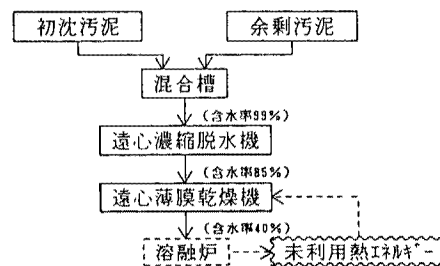 初沈汚泥
余剰汚泥
混合槽
(含水率99%)
遠心濃縮脱水機
(含水率85%)
遠心薄膜乾燥機
(含水率40%)
溶融炉
未利用熱エネルギー